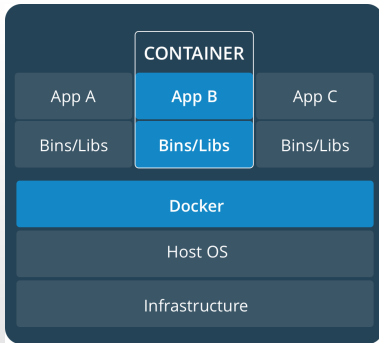 CONTAINER
App A App B App C
Bins/Libs Bins/Libs Bins/Libs
Docker
Host OS
Infrastructure